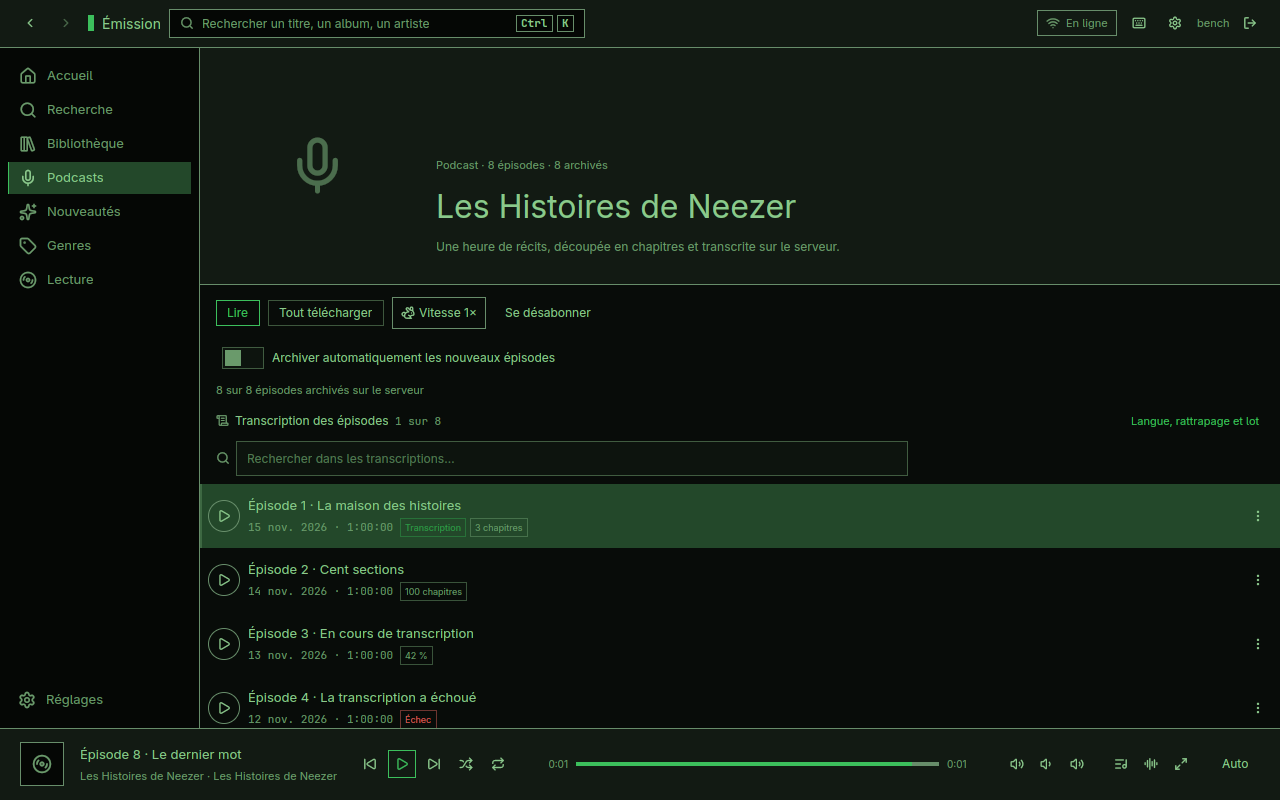 Émission
Rechercher un titre, un album, un artiste
Ctrl K
En ligne
bench
Accueil
Recherche
Bibliothèque
Podcasts
Nouveautés
Genres
Lecture
Réglages
Podcast · 8 épisodes · 8 archivés
Les Histoires de Neezer
Une heure de récits, découpée en chapitres et transcrite sur le serveur.
Lire
Tout télécharger
Vitesse 1×
Se désabonner
Archiver automatiquement les nouveaux épisodes
8 sur 8 épisodes archivés sur le serveur
Transcription des épisodes 1 sur 8
Langue, rattrapage et lot
Rechercher dans les transcriptions...
Épisode 1 · La maison des histoires
15 nov. 2026 · 1:00:00 Transcription 3 chapitres
Épisode 2 · Cent sections
14 nov. 2026 · 1:00:00 100 chapitres
Épisode 3 · En cours de transcription
13 nov. 2026 · 1:00:00 42 %
Épisode 4 · La transcription a échoué
12 nov. 2026 · 1:00:00 Échec
Épisode 8 · Le dernier mot
Les Histoires de Neezer · Les Histoires de Neezer
0:01
0:01
Auto